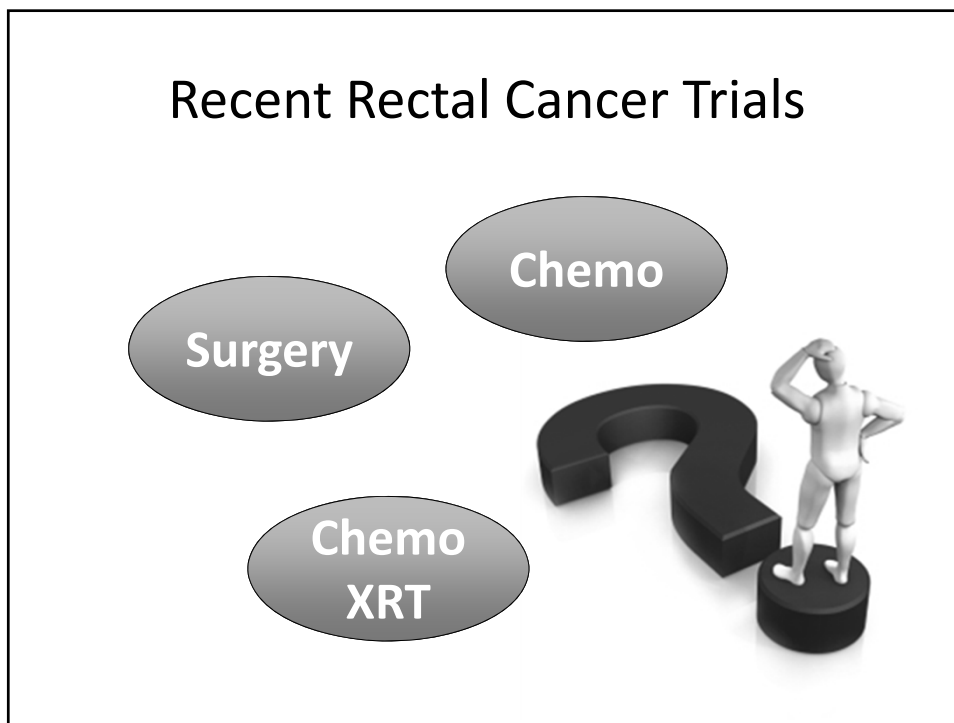 Recent Rectal Cancer Trials
Chemo
Surgery
Chemo
XRT